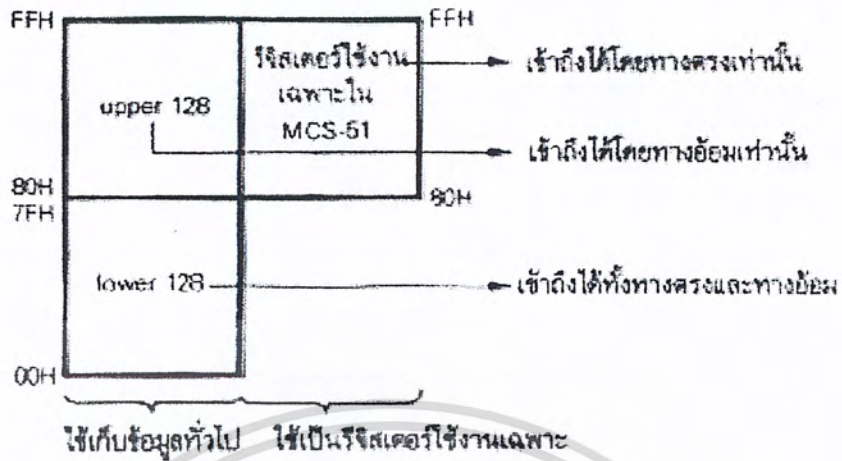 FFH
FFH
รีจิสเตอร์ใช้งาน
เฉพาะใน
MCS-51
เข้าถึงได้โดยทางตรงเท่านั้น
upper 128
เข้าถึงได้โดยทางอ้อมเท่านั้น
80H
80H
7FH
lower 128
เข้าถึงได้ทั้งทางตรงและทางอ้อม
00H
ใช้เก็บข้อมูลทั่วไป
ใช้เป็นรีจิสเตอร์ใช้งานเฉพาะ